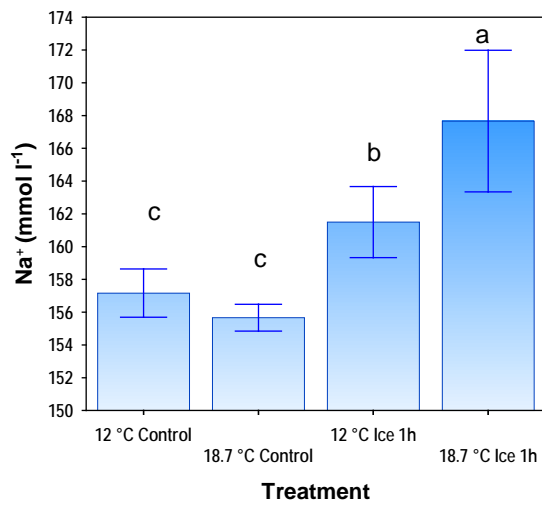 174
172
170
168
166
164
162
160
158
156
154
152
150
Na⁺ (mmol l⁻¹)
c
c
b
a
12 °C Control
18.7 °C Control
12 °C Ice 1h
18.7 °C Ice 1h
Treatment